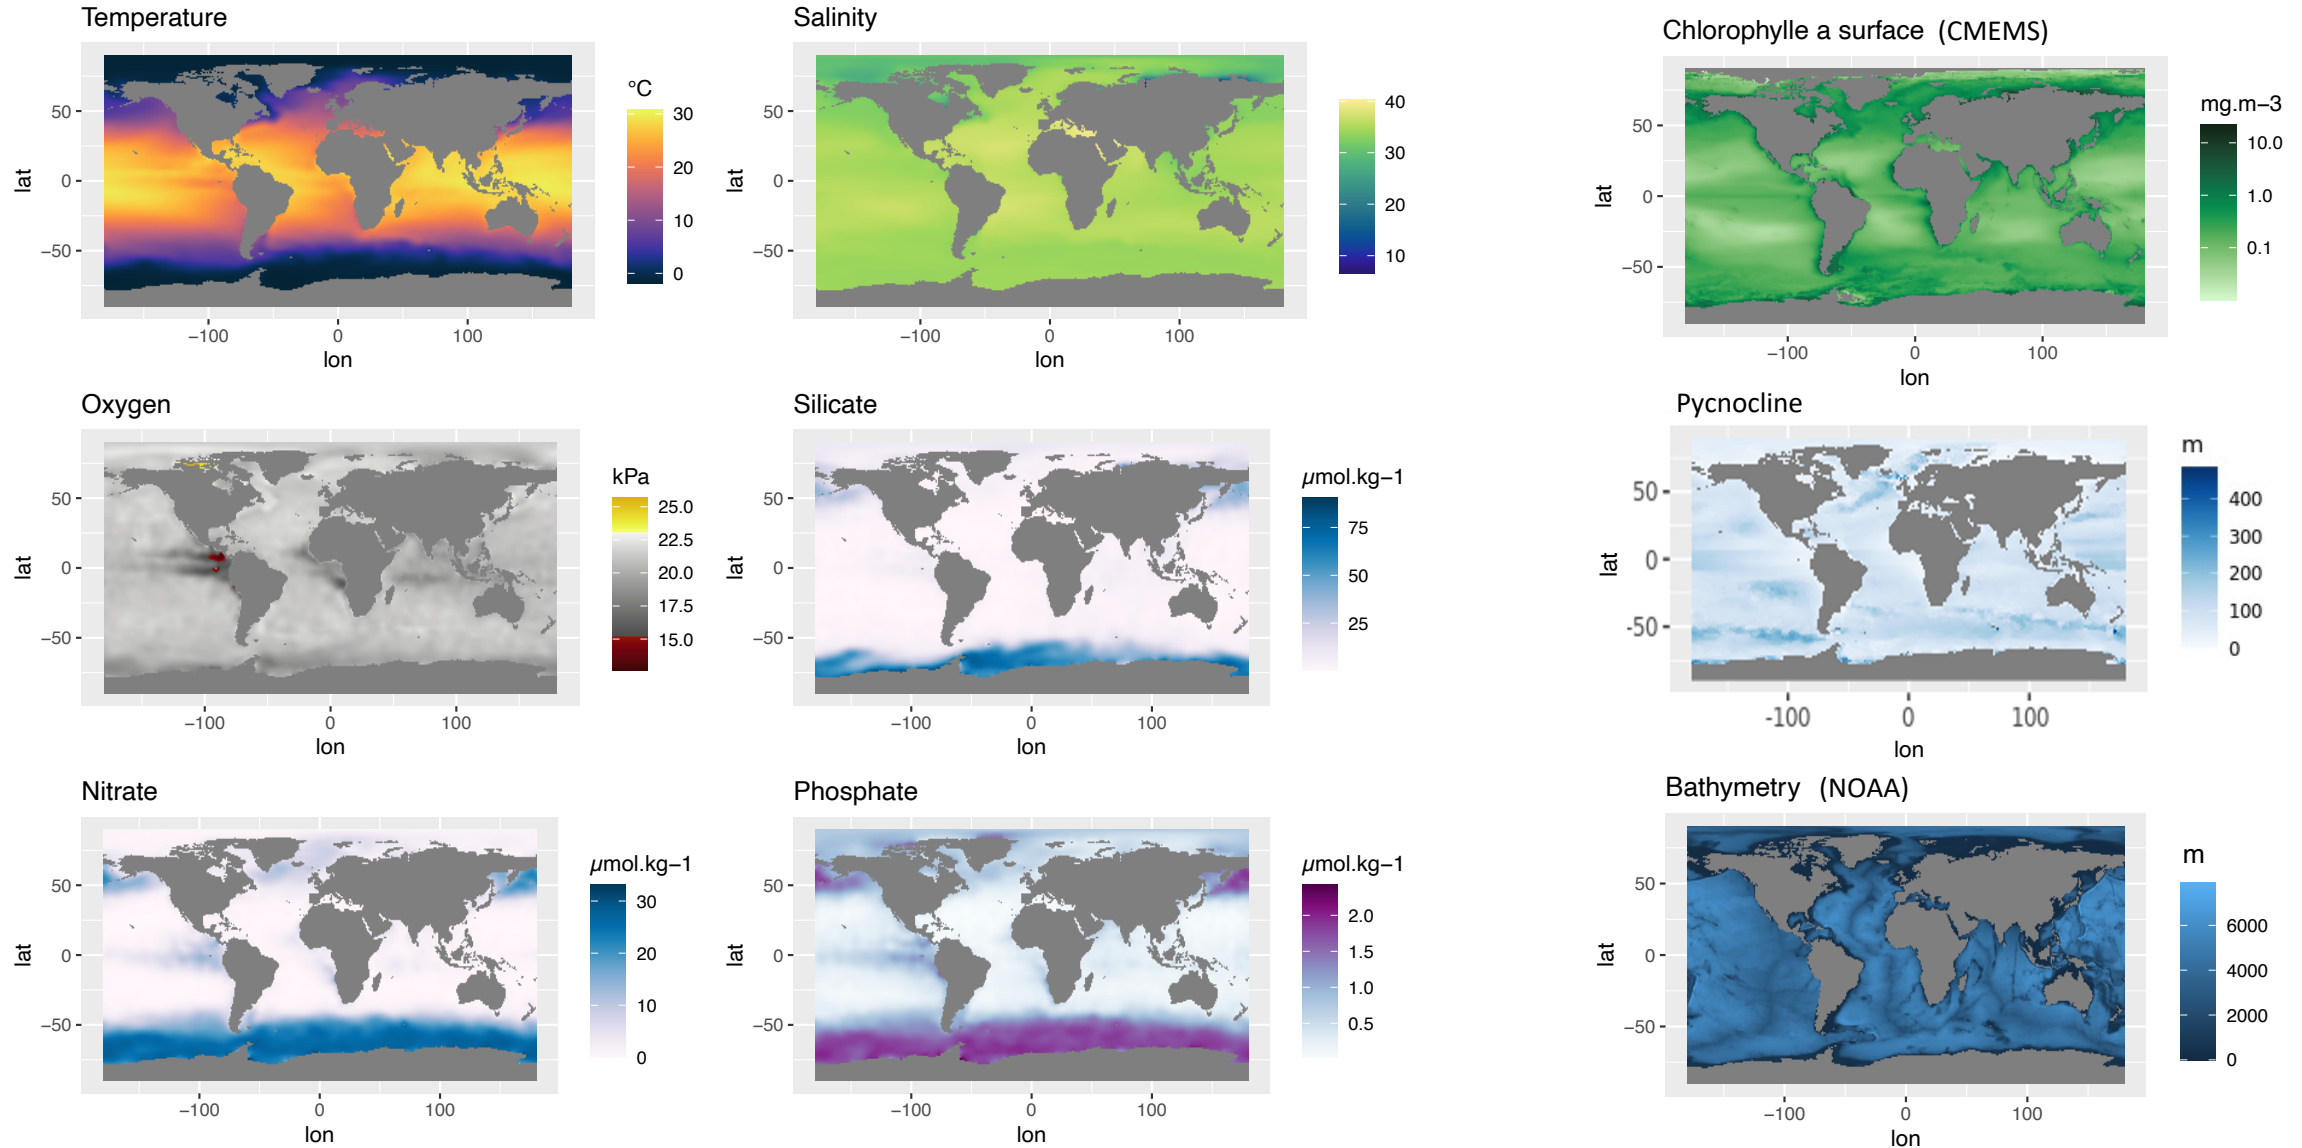 Temperature
°C
30
20
10
0
50
0
−50
lat
−100
0
100
lon
Salinity
40
30
20
10
50
0
−50
lat
−100
0
100
lon
Chlorophylle a surface (CMEMS)
mg.m−3
10.0
1.0
0.1
50
0
−50
lat
−100
0
100
lon
Oxygen
kPa
25.0
22.5
20.0
17.5
15.0
50
0
−50
lat
−100
0
100
lon
Silicate
µmol.kg−1
75
50
25
50
0
−50
lat
−100
0
100
lon
Pycnocline
m
400
300
200
100
0
50
0
-50
lat
-100
0
100
lon
Nitrate
µmol.kg−1
30
20
10
0
50
0
−50
lat
−100
0
100
lon
Phosphate
µmol.kg−1
2.0
1.5
1.0
0.5
50
0
−50
lat
−100
0
100
lon
Bathymetry (NOAA)
m
6000
4000
2000
0
50
0
−50
lat
−100
0
100
lon